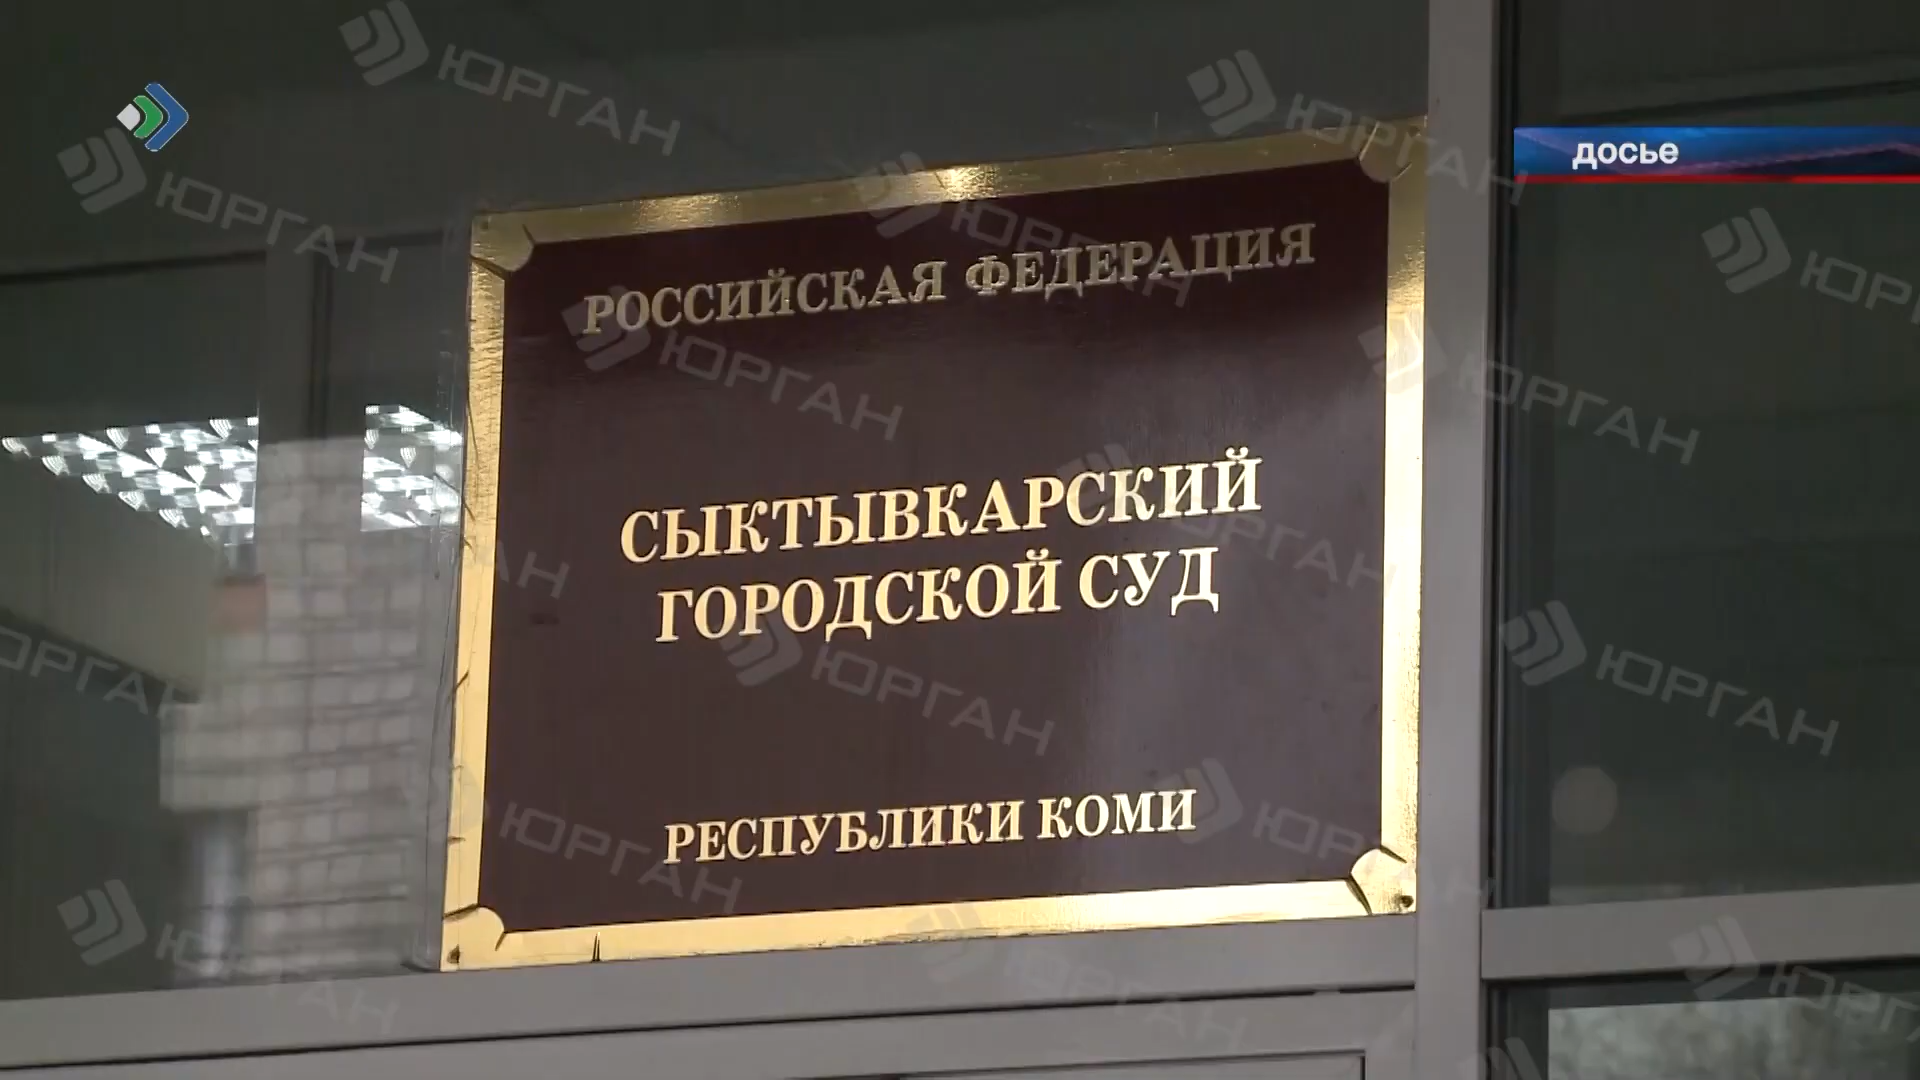 досье
РОССИЙСКАЯ ФЕДЕРАЦИЯ
СЫКТЫВКАРСКИЙ
ГОРОДСКОЙ СУД
РЕСПУБЛИКИ КОМИ
ЮРГАН